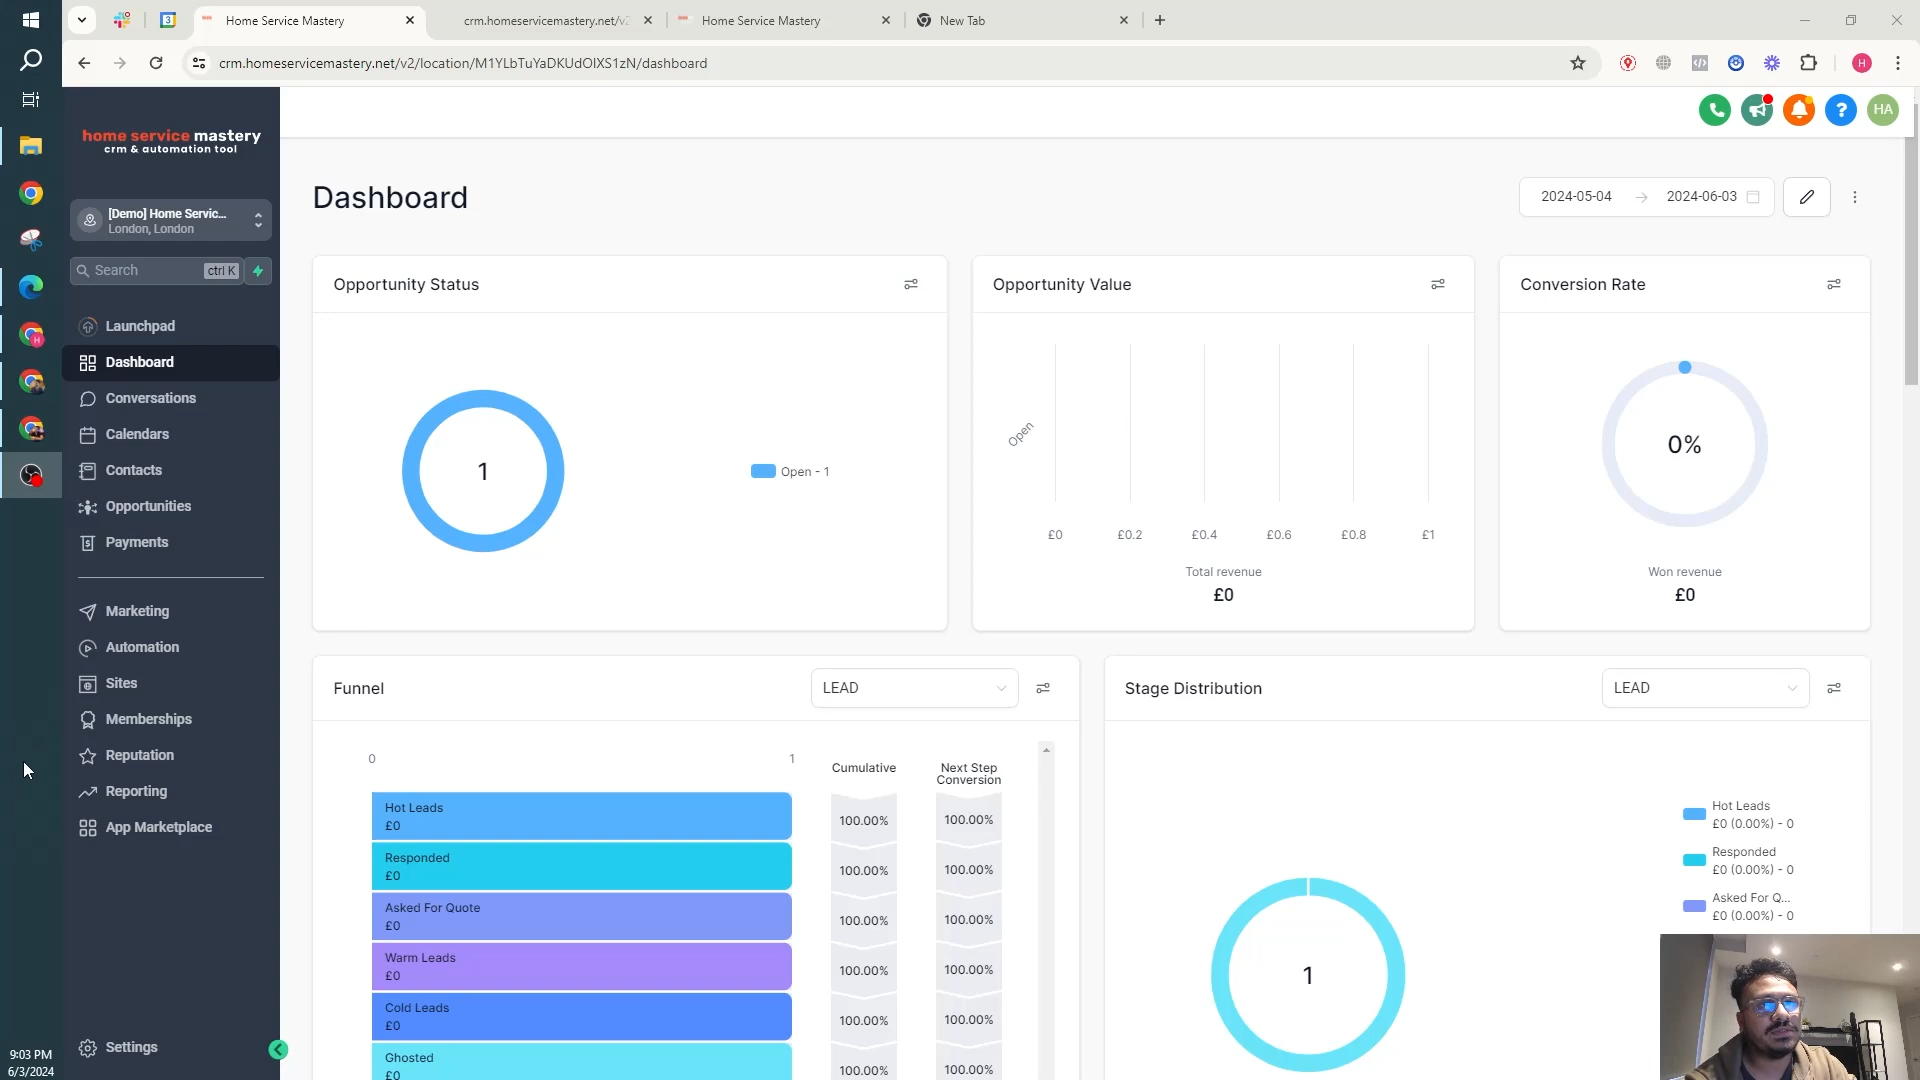 3
Home Service Mastery
crm.homeservicemastery.net/v2
Home Service Mastery
New Tab
crm.homeservicemastery.net/v2/location/M1YLbTuYaDKUdOIXS1zN/dashboard
H
home service mastery
crm & automation tool
HA
[Demo] Home Servic...
London, London
Search
ctrl K
Launchpad
Dashboard
Conversations
Calendars
Contacts
Opportunities
Payments
Marketing
Automation
Sites
Memberships
Reputation
Reporting
App Marketplace
Settings
9:03 PM
6/3/2024
Dashboard
2024-05-04
2024-06-03
Opportunity Status
1
Open - 1
Opportunity Value
Open
£0 £0.2 £0.4 £0.6 £0.8 £1
Total revenue
£0
Conversion Rate
0%
Won revenue
£0
Funnel
LEAD
0 1
Cumulative
Next Step
Conversion
Hot Leads
£0
100.00% 100.00%
Responded
£0
100.00% 100.00%
Asked For Quote
£0
100.00% 100.00%
Warm Leads
£0
100.00% 100.00%
Cold Leads
£0
100.00% 100.00%
Ghosted
£0
100.00% 100.00%
Stage Distribution
LEAD
1
Hot Leads
£0 (0.00%) - 0
Responded
£0 (0.00%) - 0
Asked For Q...
£0 (0.00%) - 0